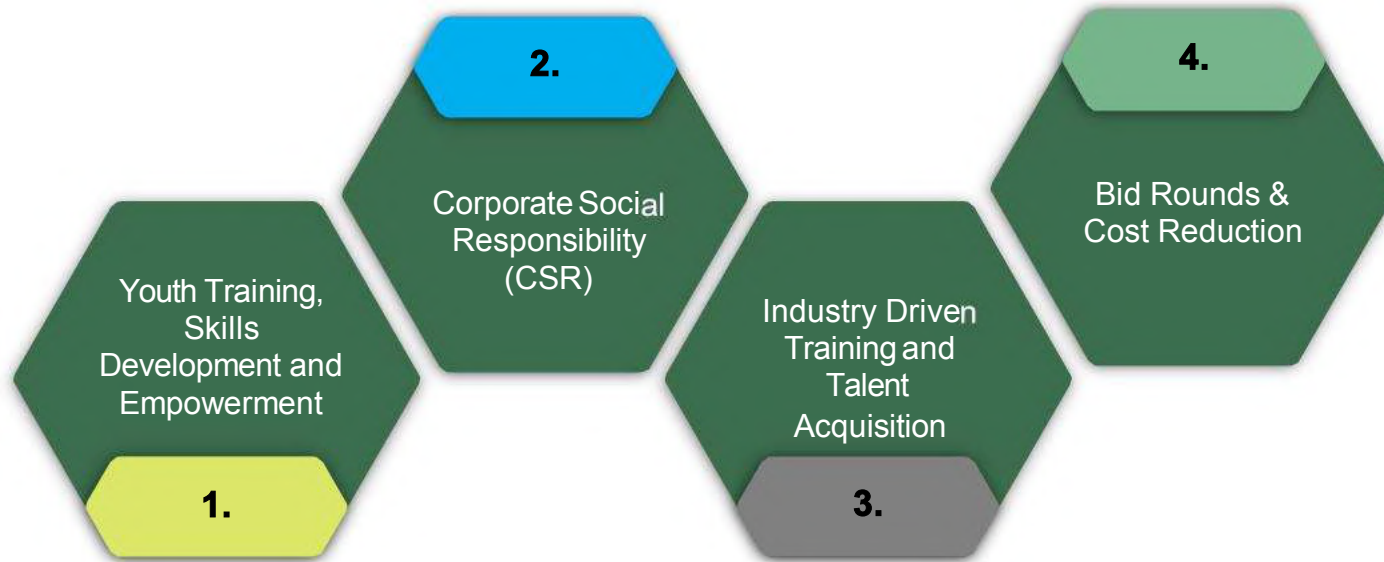 1.
Youth Training,
Skills
Development and
Empowerment
2.
Corporate Social
Responsibility
(CSR)
3.
Industry Driven
Training and
Talent
Acquisition
4.
Bid Rounds &
Cost Reduction